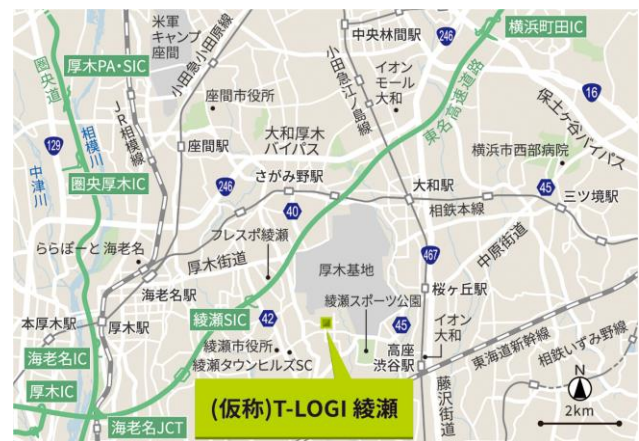 米軍
キャンプ
座間
246
中央林間駅
横浜町田IC
圏央道
厚木PA・SIC
JR相模線
小田急小田原線
小田急江ノ島線
イオン
モール
大和
東名高速道路
16
保土ヶ谷バイパス
座間市役所
129
相模川
座間駅
大和厚木
バイパス
横浜市西部病院
中津川
圏央厚木IC
246
さがみ野駅
大和駅
45
三ツ境駅
40
相鉄本線
ららぽーと海老名
厚木街道
フレスポ綾瀬
厚木基地
467
中原街道
海老名駅
綾瀬スポーツ公園
桜ヶ丘駅
本厚木駅
厚木駅
綾瀬SIC
42
45
イオン
大和
海老名IC
綾瀬市役所
綾瀬タウンヒルズSC
高座
渋谷駅
東海道新幹線
相鉄いずみ野線
厚木IC
海老名JCT
(仮称)T-LOGI 綾瀬
藤沢街道
N
2km